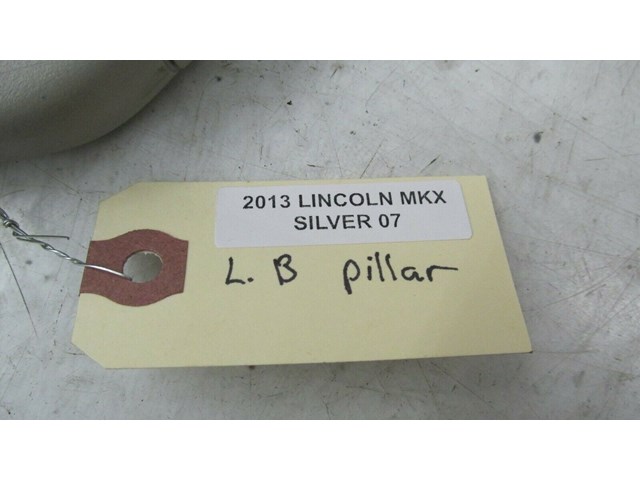 2013 LINCOLN MKX
SILVER 07
L. B pillar